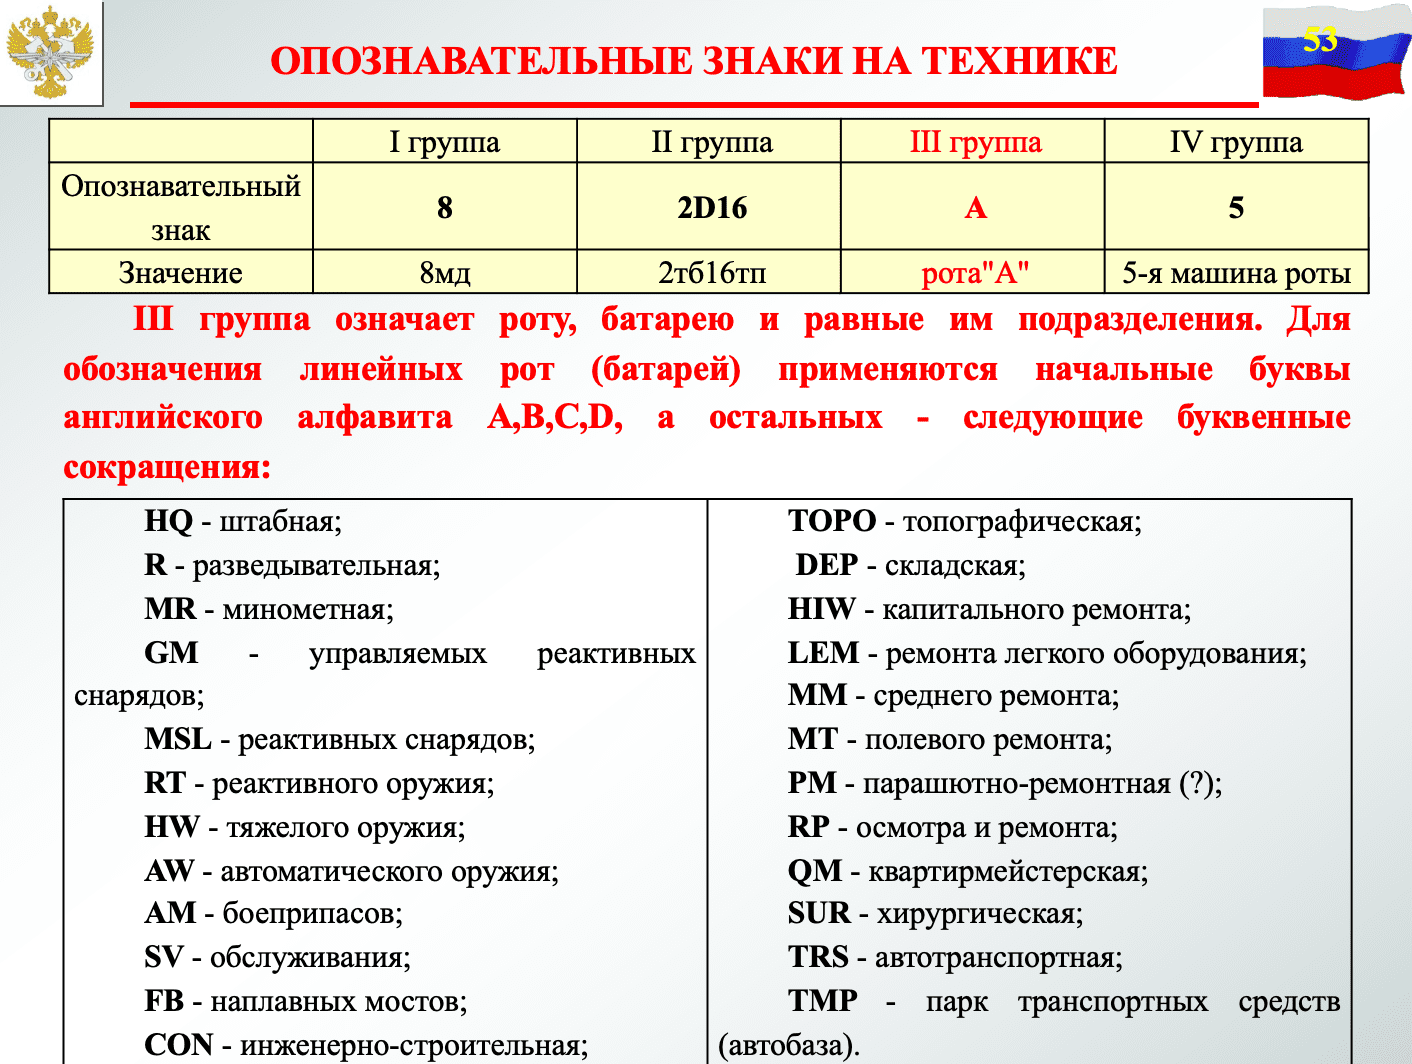 53
ОПОЗНАВАТЕЛЬНЫЕ ЗНАКИ НА ТЕХНИКЕ
I группа II группа III группа IV группа
Опознавательный знак 8 2D16 A 5
Значение 8мд 2тб16тп рота"А" 5-я машина роты
III группа означает роту, батарею и равные им подразделения. Для
обозначения линейных рот (батарей) применяются начальные буквы
английского алфавита A,B,C,D, а остальных - следующие буквенные
сокращения:
HQ - штабная;
R - разведывательная;
MR - минометная;
GM - управляемых реактивных
снарядов;
MSL - реактивных снарядов;
RT - реактивного оружия;
HW - тяжелого оружия;
AW - автоматического оружия;
AM - боеприпасов;
SV - обслуживания;
FB - наплавных мостов;
CON - инженерно-строительная;
TOPO - топографическая;
DEP - складская;
HIW - капитального ремонта;
LEM - ремонта легкого оборудования;
MM - среднего ремонта;
MT - полевого ремонта;
PM - парашютно-ремонтная (?);
RP - осмотра и ремонта;
QM - квартирмейстерская;
SUR - хирургическая;
TRS - автотранспортная;
TMP - парк транспортных средств
(автобаза).